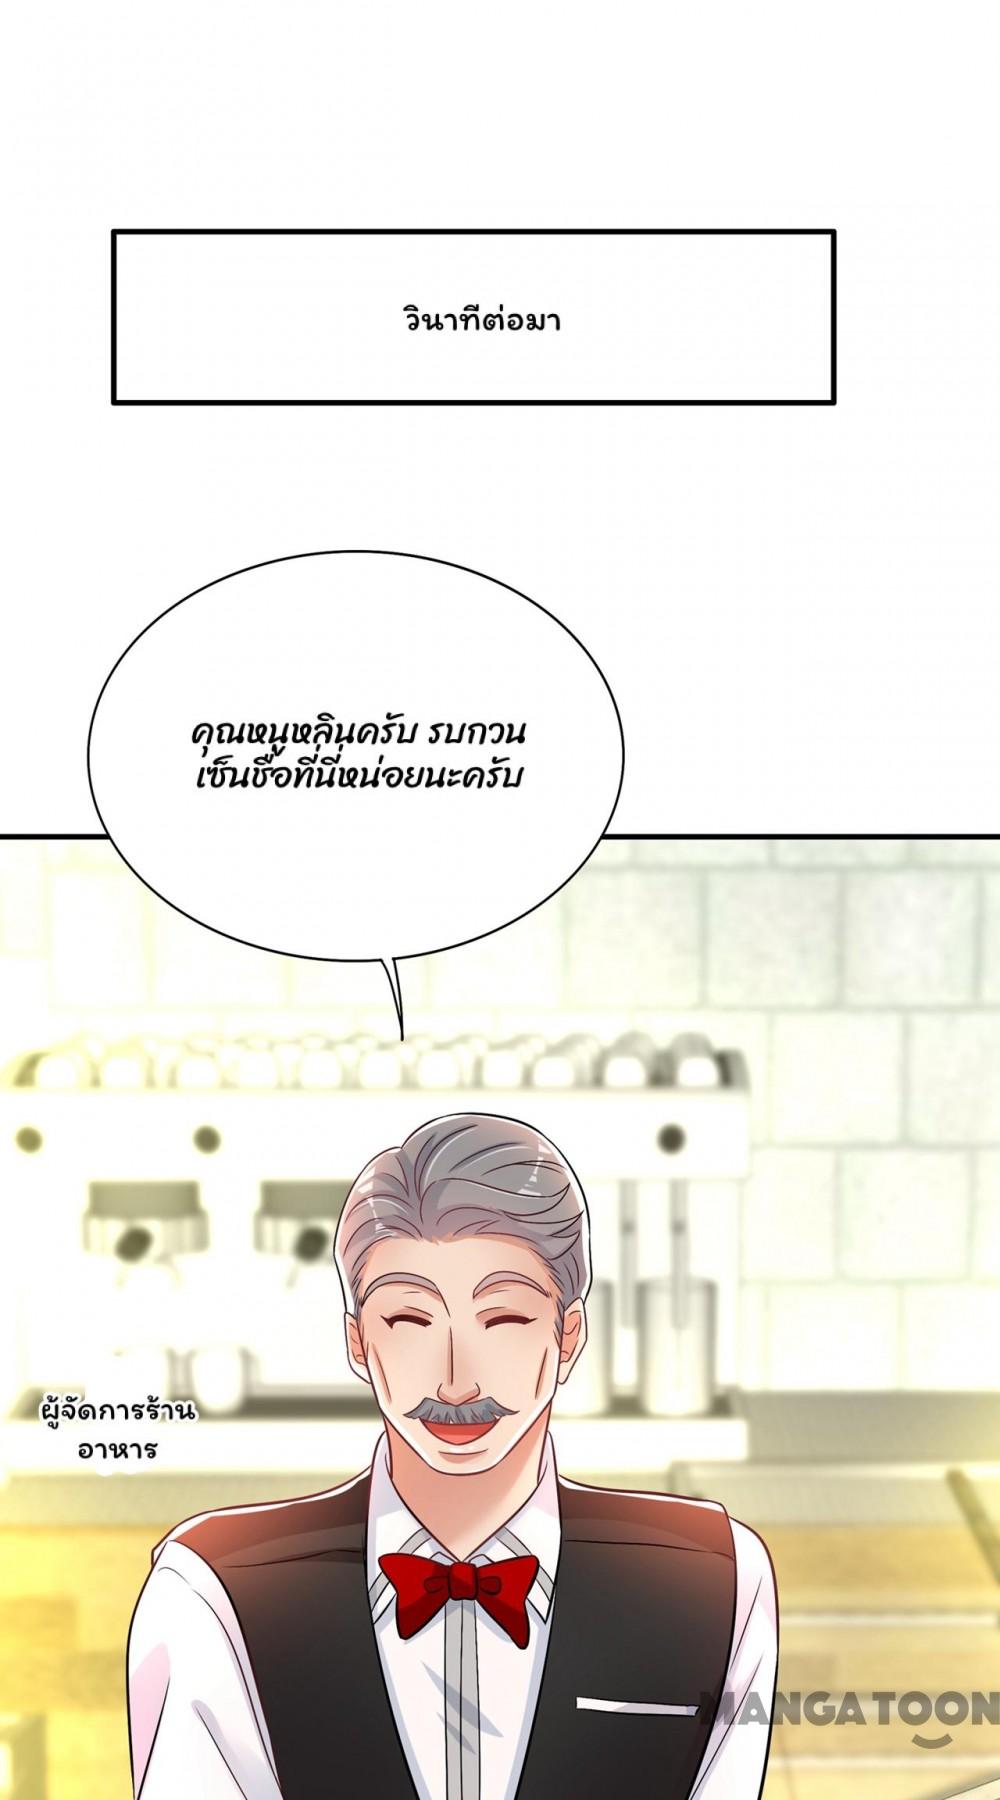 วินาทีต่อมา
คุณหนูหลินครับ รบกวน
เซ็นชื่อที่นี่หน่อยนะครับ
ผู้จัดการร้าน
อาหาร
MANGATOON